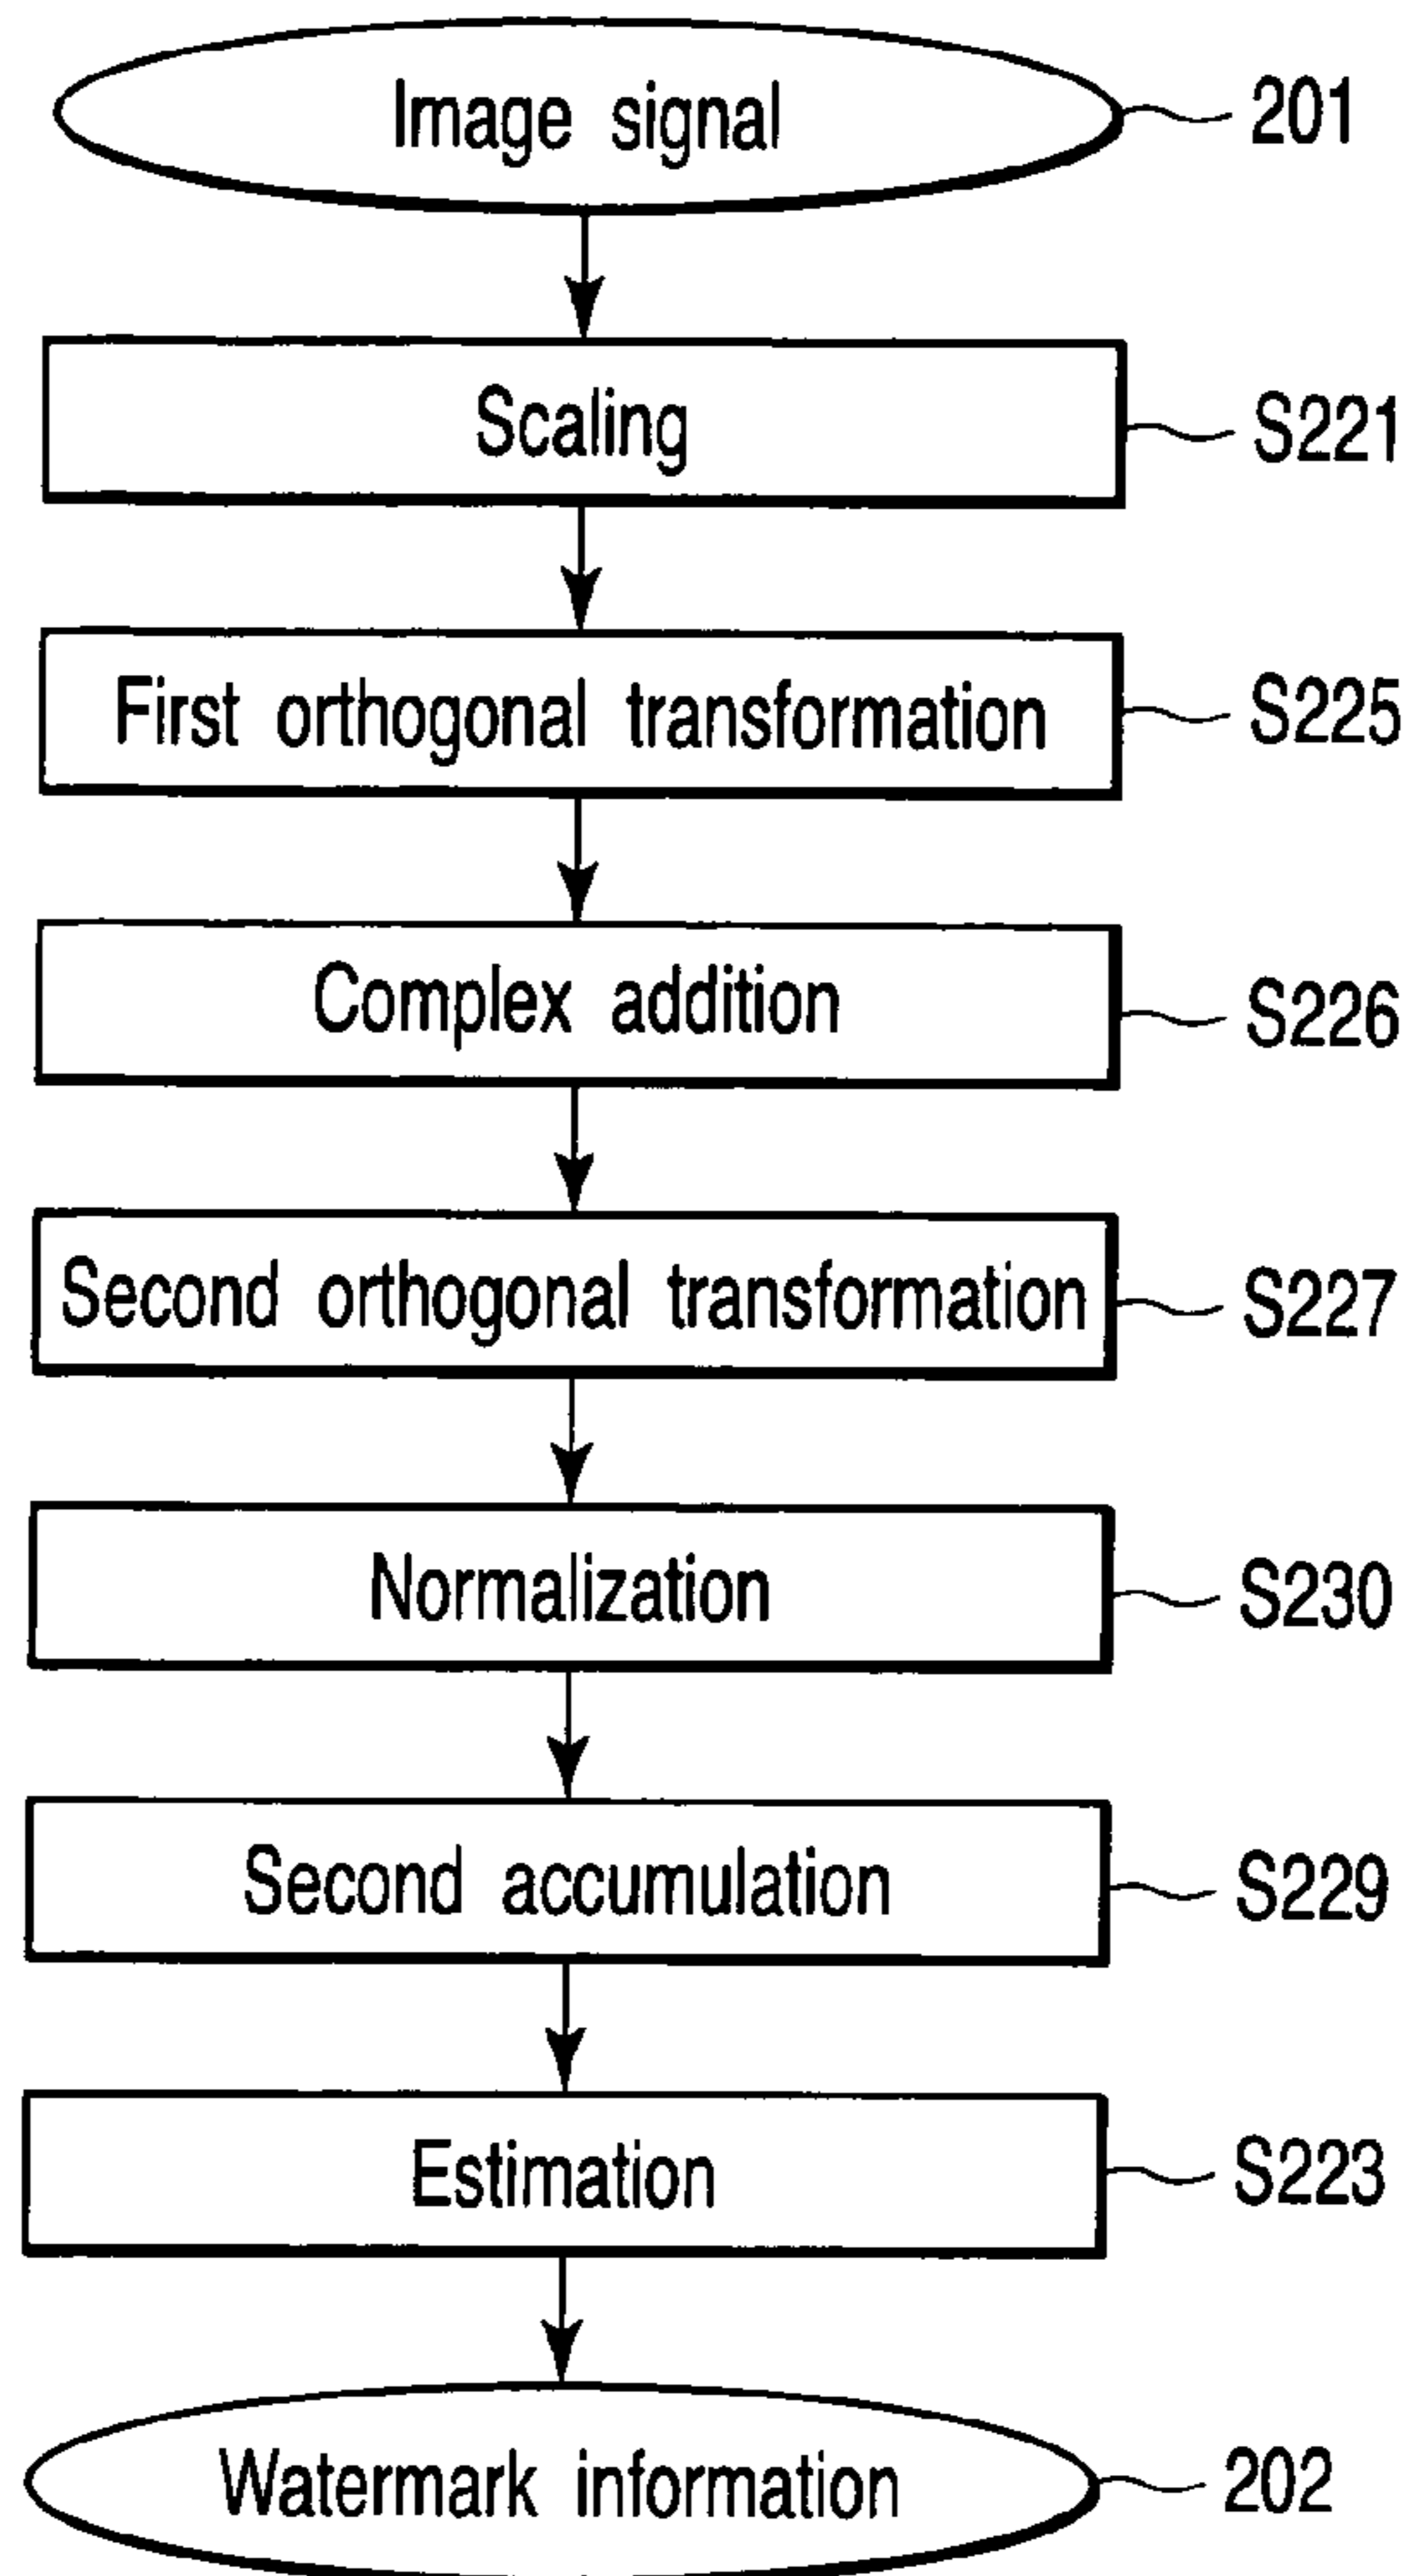 Image signal 201
Scaling S221
First orthogonal transformation S225
Complex addition S226
Second orthogonal transformation S227
Normalization S230
Second accumulation S229
Estimation S223
Watermark information 202